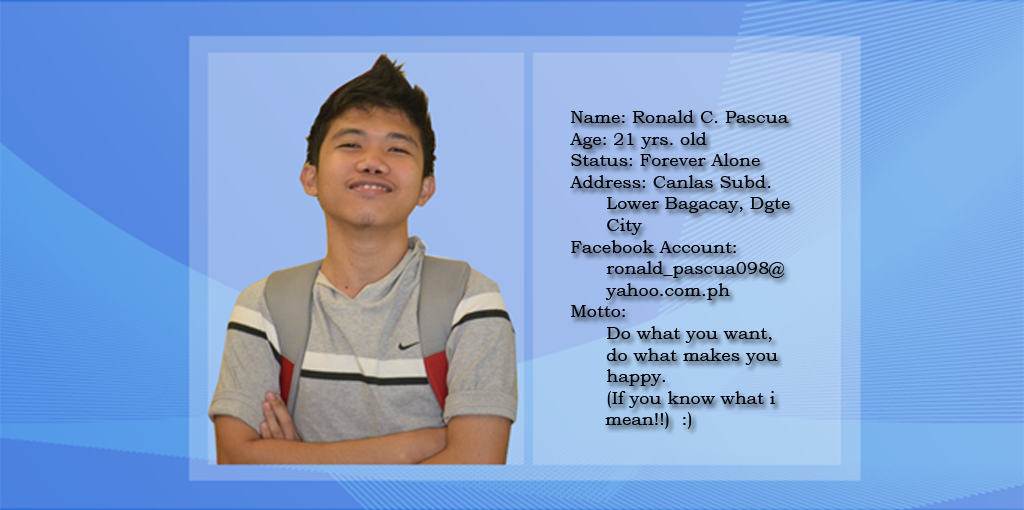 Name: Ronald C. Pascua
Age: 21 yrs. old
Status: Forever Alone
Address: Canlas Subd.
Lower Bagacay, Dgte
City
Facebook Account:
ronald_pascua098@
yahoo.com.ph
Motto:
Do what you want,
do what makes you
happy.
(If you know what i
mean!!) :)